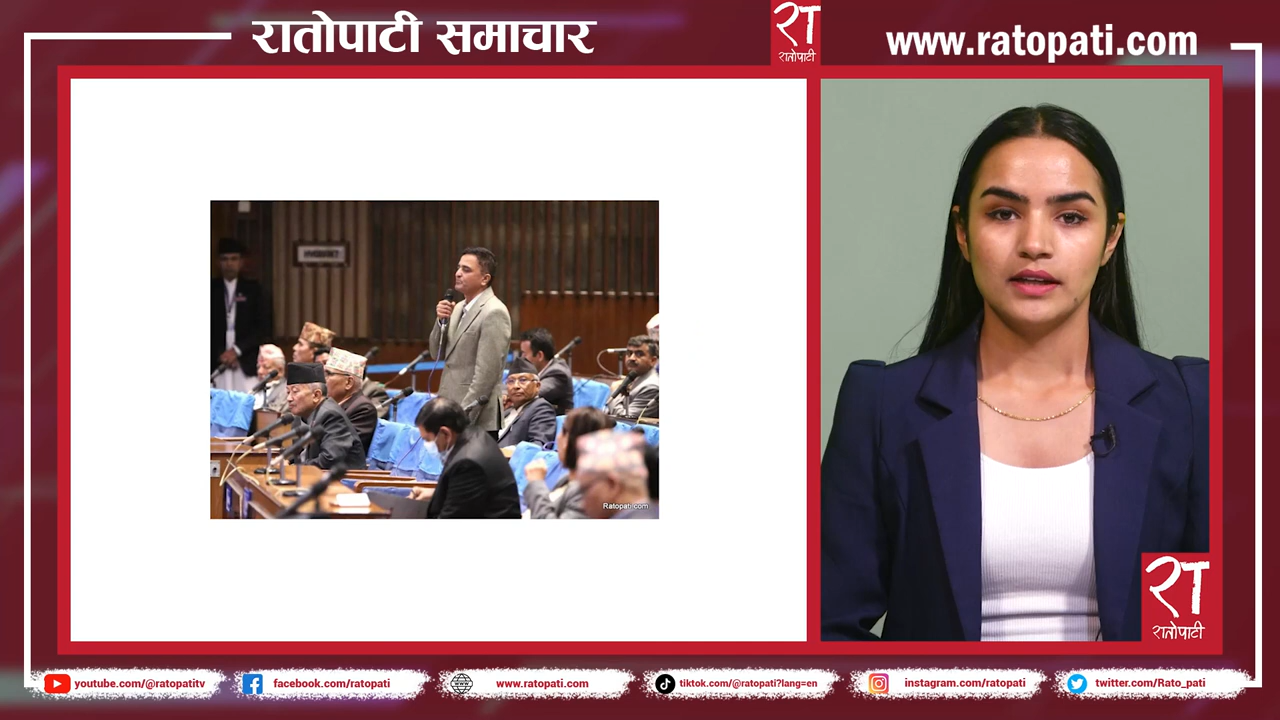 रातोपाटी समाचार
रा
रातोपाटी
www.ratopati.com
Ratopati.com
रा
रातोपाटी
youtube.com/@ratopatitv
facebook.com/ratopati
www.ratopati.com
tiktok.com/@ratopati?lang=en
instagram.com/ratopati
twitter.com/Rato_pati